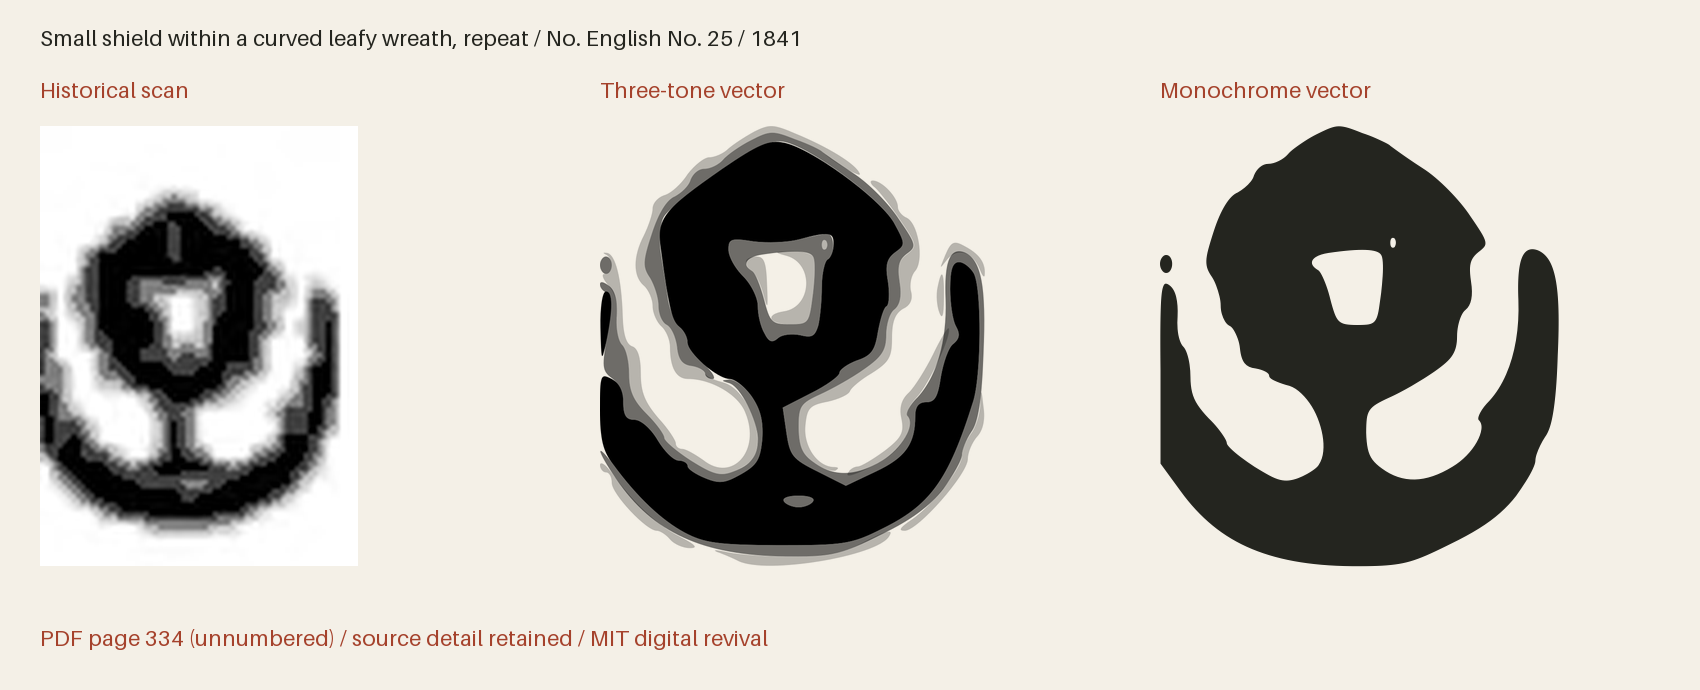 Small shield within a curved leafy wreath, repeat / No. English No. 25 / 1841
Historical scan
Three-tone vector
Monochrome vector
PDF page 334 (unnumbered) / source detail retained / MIT digital revival